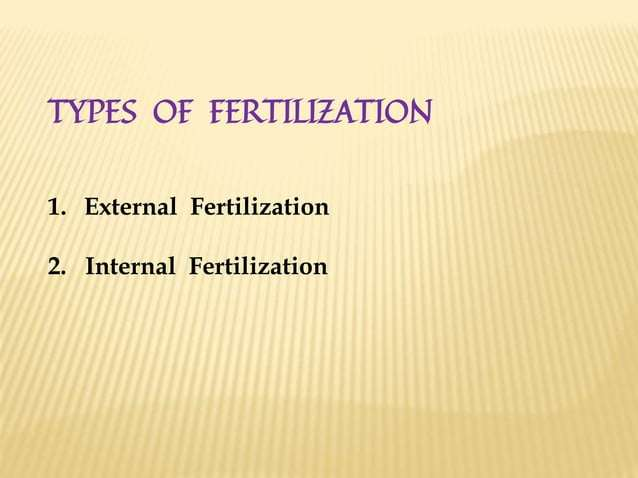 TYPES OF FERTILIZATION
1. External Fertilization
2. Internal Fertilization